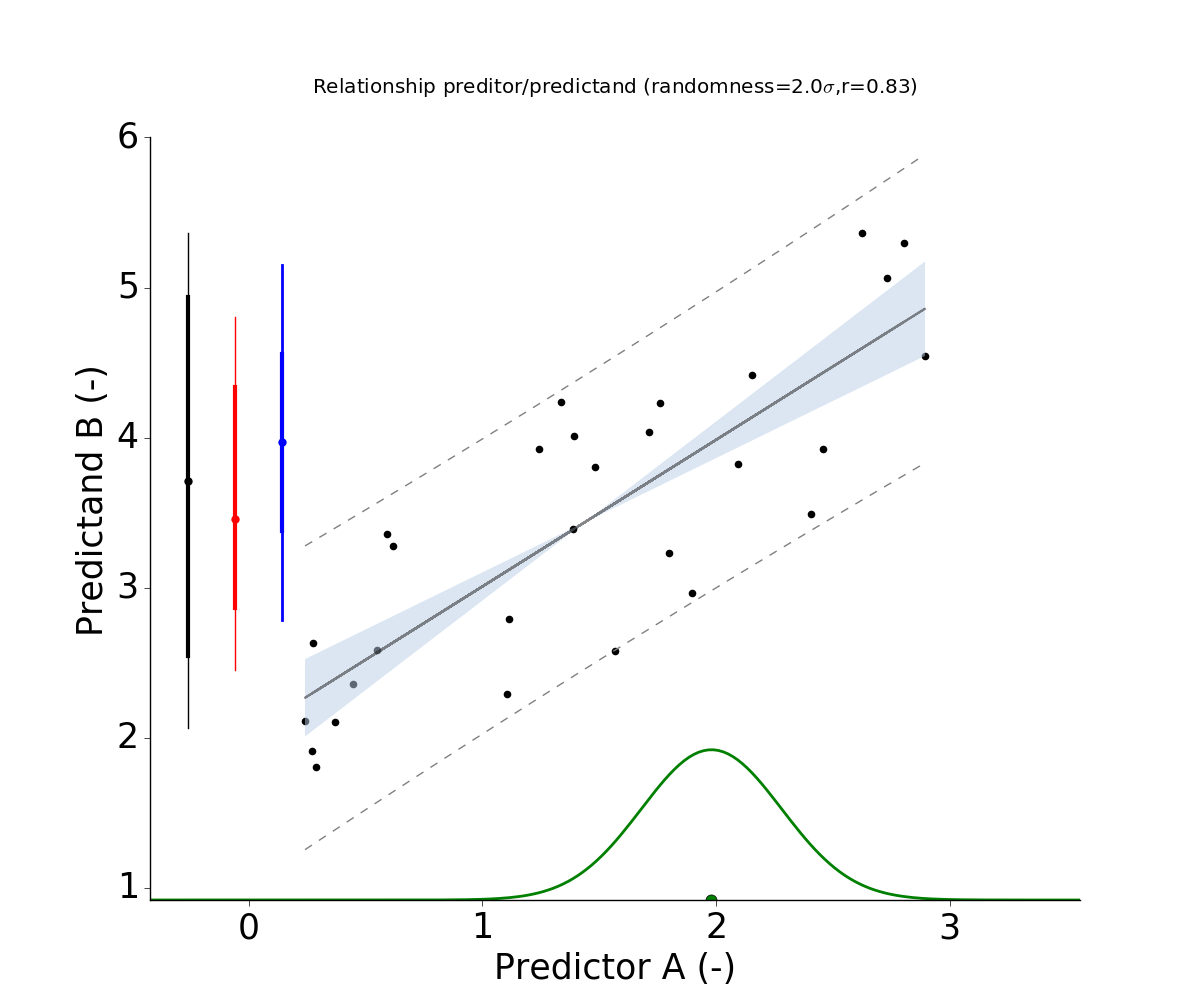 Relationship preditor/predictand (randomness=2.0σ,r=0.83)
6
5
4
3
2
1
Predictand B (-)
0 1 2 3
Predictor A (-)